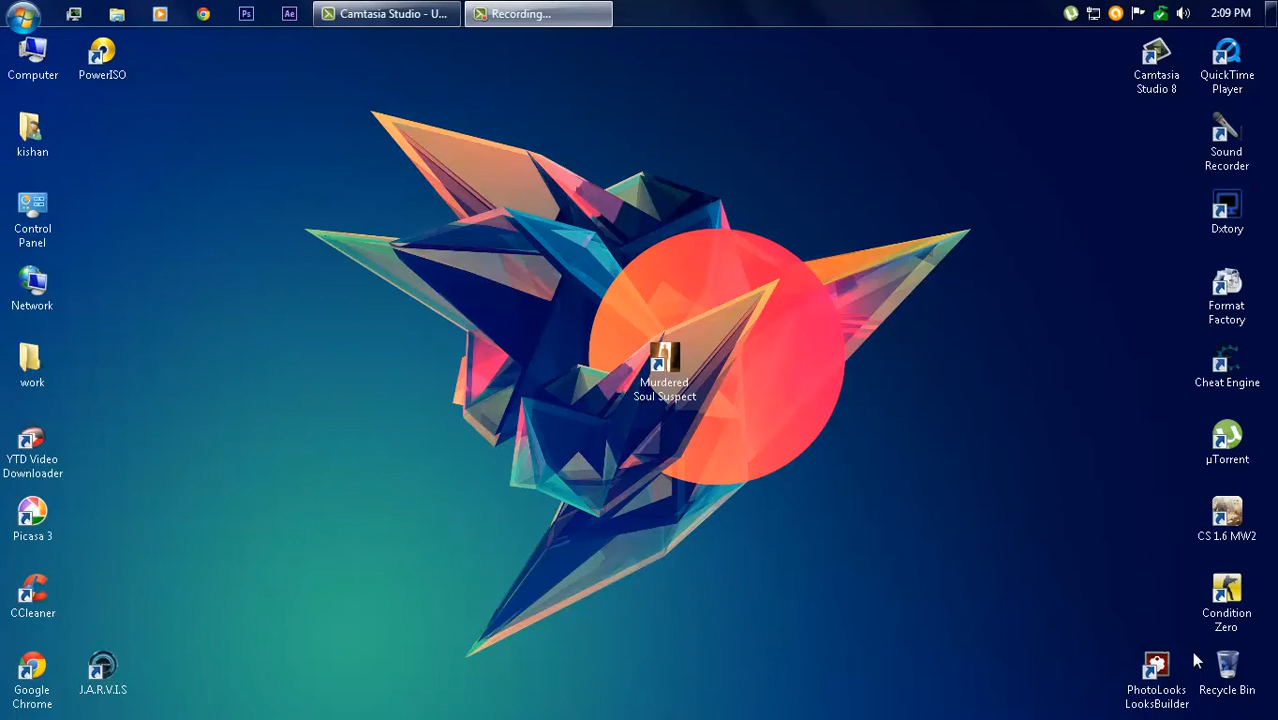 Ps
Ae
Camtasia Studio - U...
Recording...
2:09 PM
Computer
PowerISO
kishan
Control
Panel
Network
work
YTD Video
Downloader
Picasa 3
CCleaner
Google
Chrome
J.A.R.V.I.S
Murdered
Soul Suspect
Camtasia
Studio 8
QuickTime
Player
Sound
Recorder
Dxtory
Format
Factory
Cheat Engine
µTorrent
CS 1.6 MW2
Condition
Zero
PhotoLooks
LooksBuilder
Recycle Bin